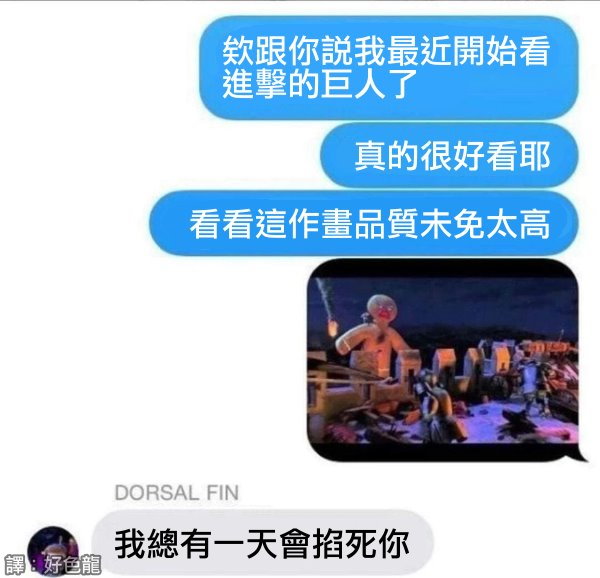 欸跟你說我最近開始看
進擊的巨人了
真的很好看耶
看看這作畫品質未免太高
DORSAL FIN
我總有一天會掐死你
譯：好色龍